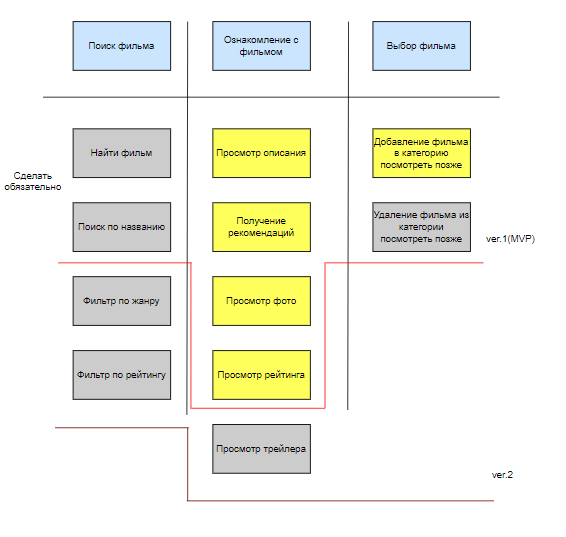 Поиск фильма
Ознакомление с
фильмом
Выбор фильма
Сделать
обязательно
Найти фильм
Просмотр описания
Добавление фильма
в категорию
посмотреть позже
Поиск по названию
Получение
рекомендаций
Удаление фильма из
категории
посмотреть позже
ver.1(MVP)
Фильтр по жанру
Просмотр фото
Фильтр по рейтингу
Просмотр рейтинга
Просмотр трейлера
ver.2